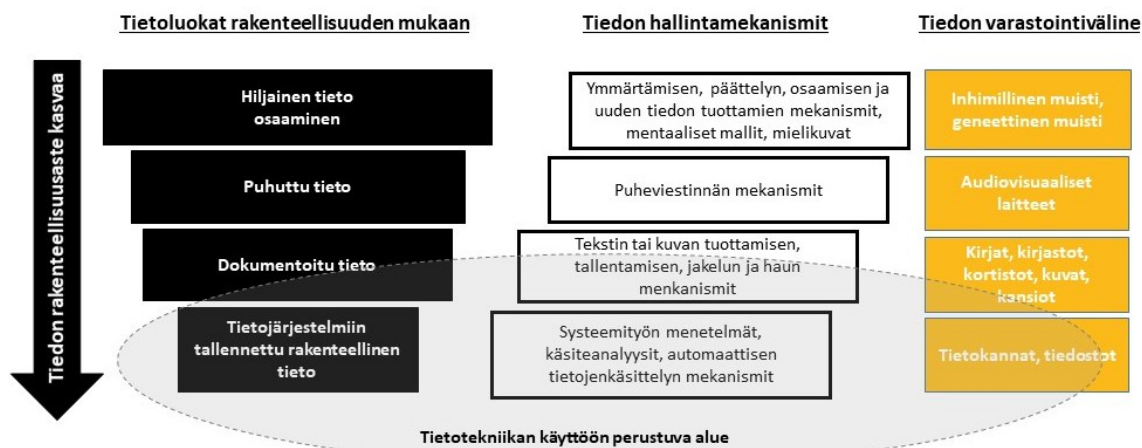 Tietoluokat rakenteellisuuden mukaan
Tiedon hallintamekanismit
Tiedon varastointiväline
Tiedon rakenteellisuusaste kasvaa
Hiljainen tieto
osaaminen
Ymmärtämisen, päättelyn, osaamisen ja
uuden tiedon tuottamien mekanismit,
mentaaliset mallit, mielikuvat
Inhimillinen muisti,
geneettinen muisti
Puhuttu tieto
Puheviestinnän mekanismit
Audiovisuaaliset
laitteet
Dokumentoitu tieto
Tekstin tai kuvan tuottamisen,
tallentamisen, jakelun ja haun
menkanismit
Kirjat, kirjastot,
kortistot, kuvat,
kansiot
Tietojärjestelmiin
tallennettu rakenteellinen
tieto
Systeemityön menetelmät,
käsiteanalyysit, automaattisen
tietojenkäsittelyn mekanismit
Tietokannat, tiedostot
Tietotekniikan käyttöön perustuva alue